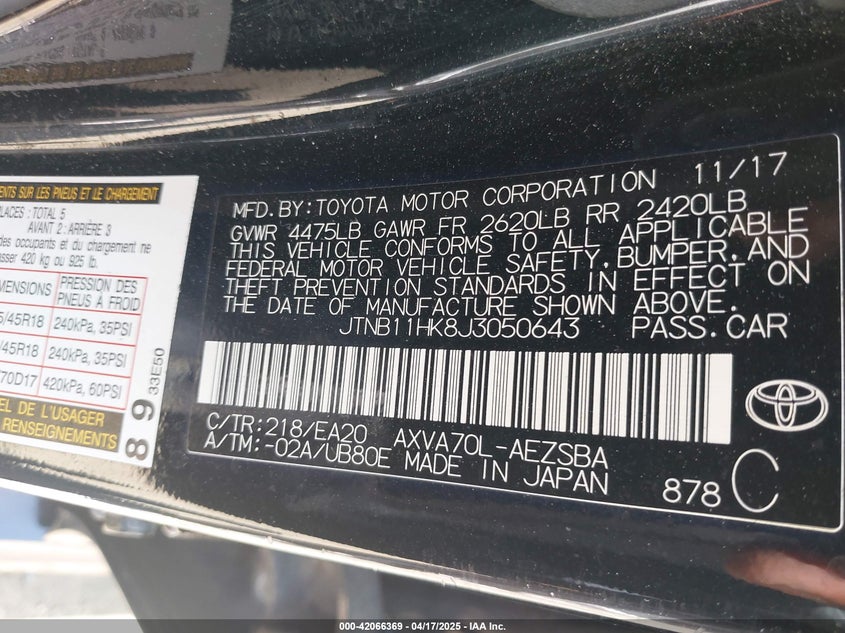 ENTS SUR LES PNEUS ET LE CHARGEMENT
PLACES : TOTAL 5
AVANT 2 : ARRIÈRE 3
des occupants et du chargement ne
asser 420 kg ou 925 lb.
MENSIONS PRESSION DES PNEUS À FROID
/45R18 240kPa, 35PSI
/45R18 240kPa, 35PSI
70D17 420kPa, 60PSI
EL DE L'USAGER
RENSEIGNEMENTS
8 9 33E50
MFD.BY:TOYOTA MOTOR CORPORATION 11/17
GVWR 4475LB GAWR FR 2620LB RR 2420LB
THIS VEHICLE CONFORMS TO ALL APPLICABLE
FEDERAL MOTOR VEHICLE SAFETY,BUMPER,AND
THEFT PREVENTION STANDARDS IN EFFECT ON
THE DATE OF MANUFACTURE SHOWN ABOVE.
JTNB11HK8J3050643 PASS.CAR
C/TR:218/EA20 AXVA70L-AEZSBA
A/TM:-02A/UB80E MADE IN JAPAN
878 C
000-42066369 - 04/17/2025 - IAA Inc.